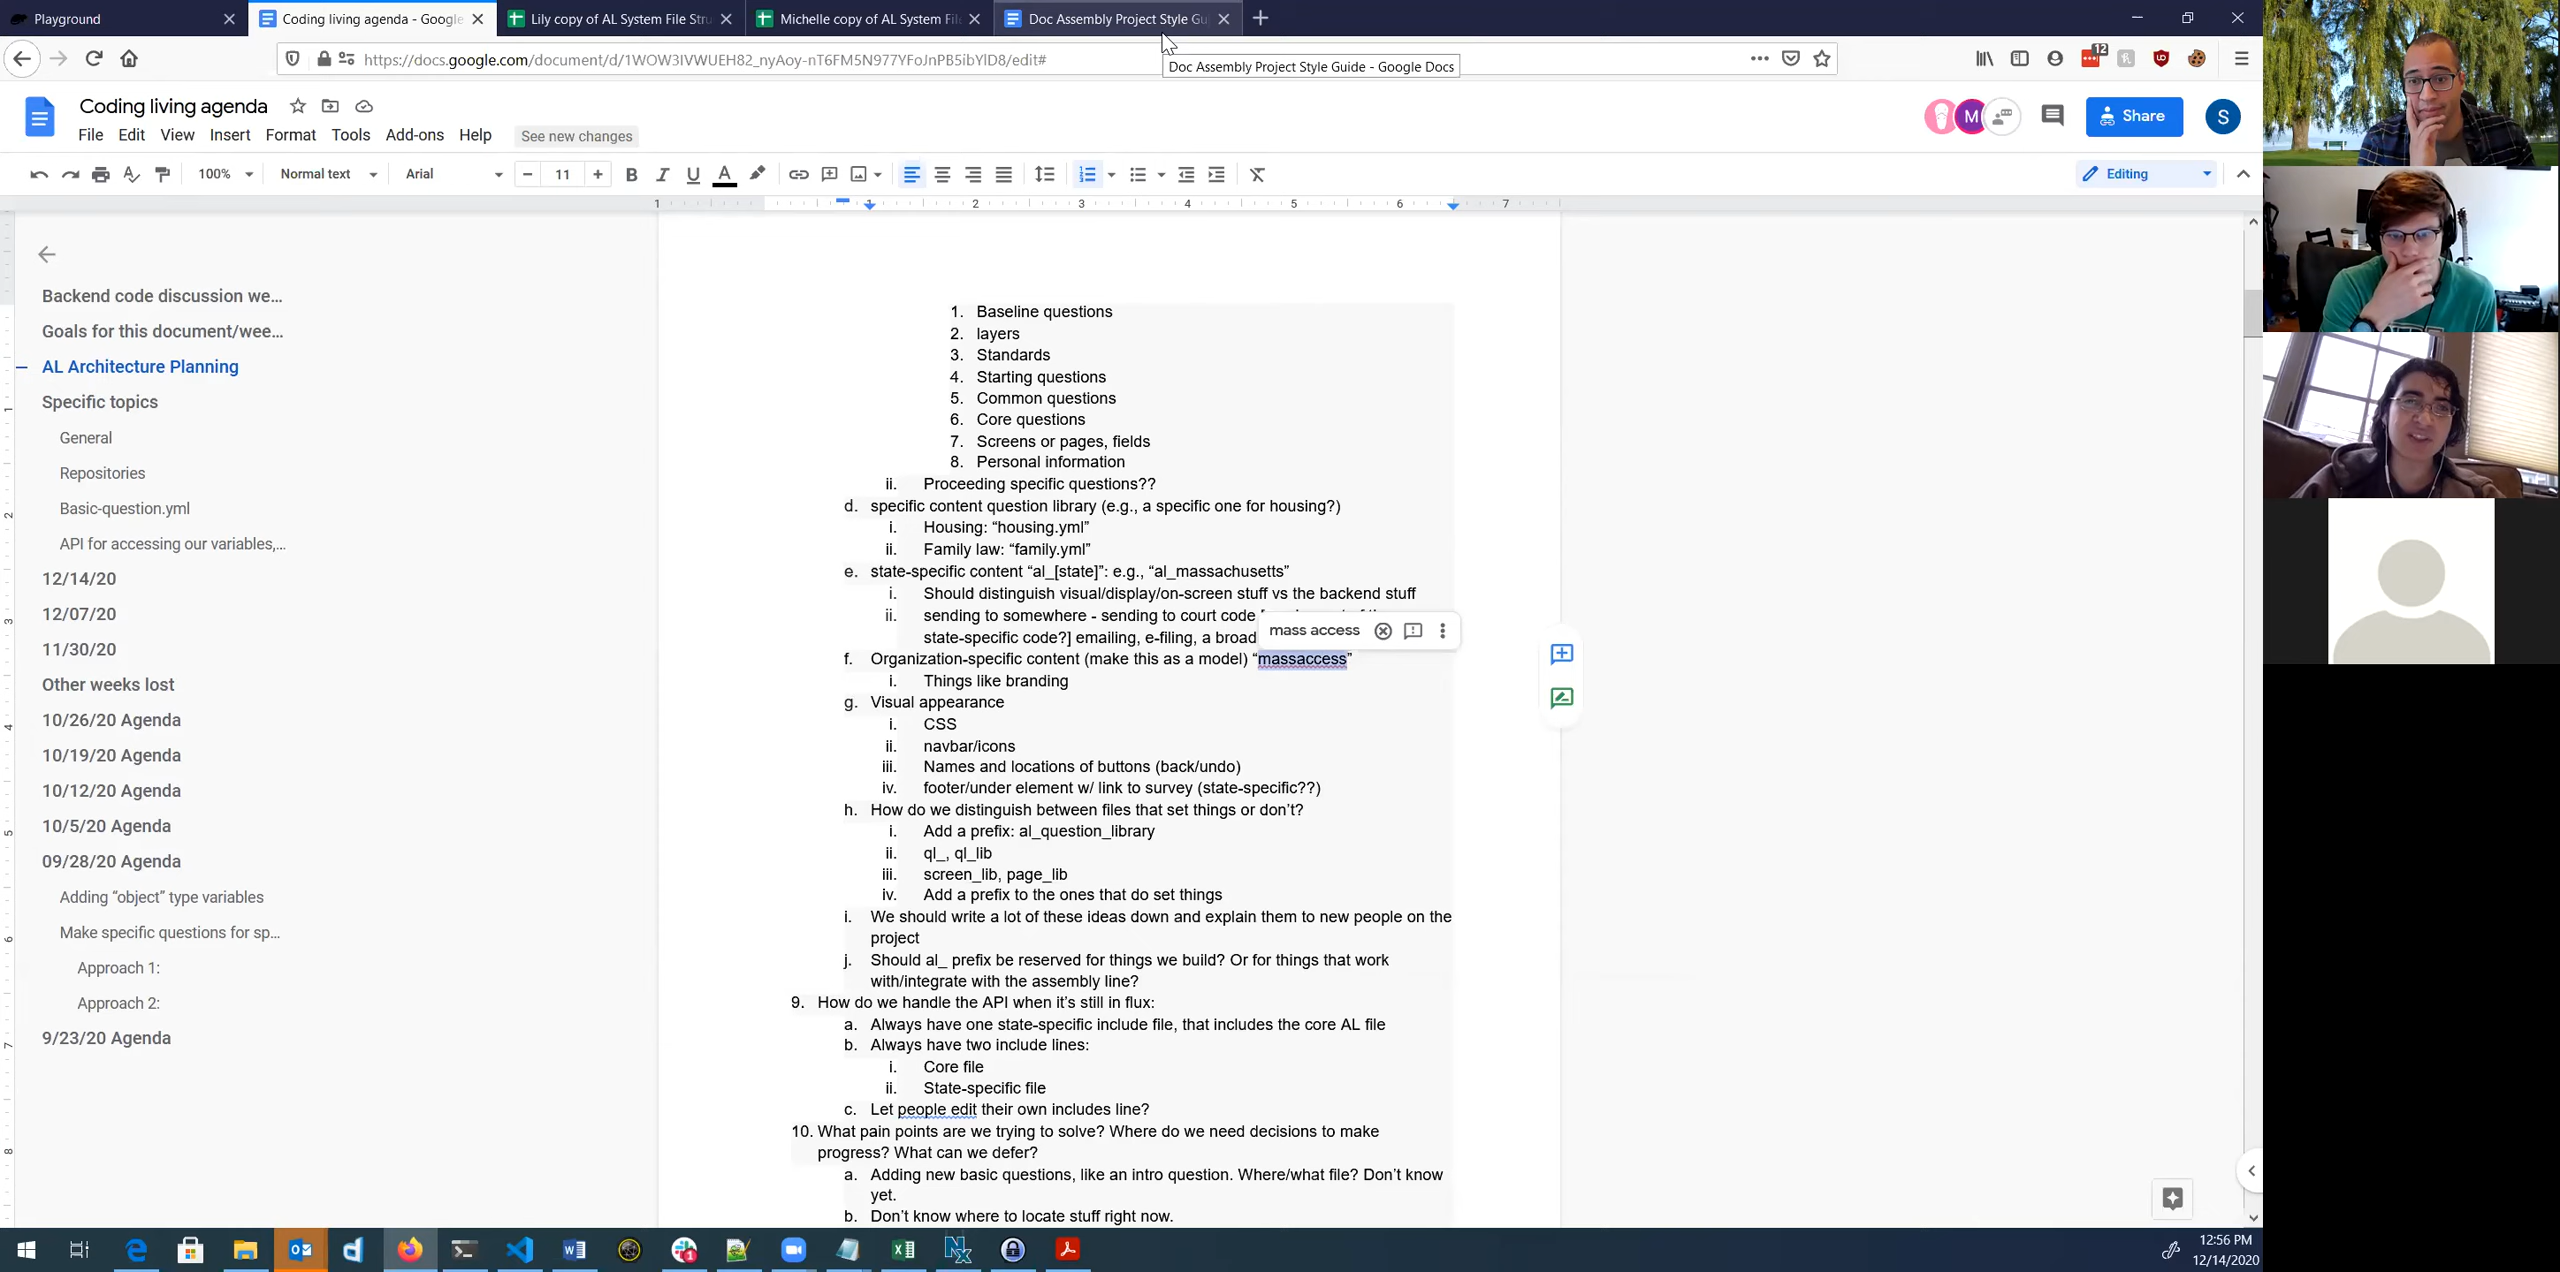 Playground
Coding living agenda - Google
Lily copy of AL System File Stru
Michelle copy of AL System File
Doc Assembly Project Style Gu
https://docs.google.com/document/d/1WOW3IVWUEH82_nyAoy-nT6FM5N977YFoJnPB5ibYlD8/edit#
Doc Assembly Project Style Guide - Google Docs
12
Coding living agenda
File Edit View Insert Format Tools Add-ons Help See new changes
M
Share
S
100% Normal text Arial 11 B I U A
Editing
1 1 2 3 4 5 6 7
Backend code discussion we...
Goals for this document/wee...
AL Architecture Planning
Specific topics
General
Repositories
Basic-question.yml
API for accessing our variables,...
12/14/20
12/07/20
11/30/20
Other weeks lost
10/26/20 Agenda
10/19/20 Agenda
10/12/20 Agenda
10/5/20 Agenda
09/28/20 Agenda
Adding “object” type variables
Make specific questions for sp...
Approach 1:
Approach 2:
9/23/20 Agenda
1
2
3
4
5
6
7
8
1. Baseline questions
2. layers
3. Standards
4. Starting questions
5. Common questions
6. Core questions
7. Screens or pages, fields
8. Personal information
ii. Proceeding specific questions??
d. specific content question library (e.g., a specific one for housing?)
i. Housing: “housing.yml”
ii. Family law: “family.yml”
e. state-specific content “al_[state]”: e.g., “al_massachusetts”
i. Should distinguish visual/display/on-screen stuff vs the backend stuff
ii. sending to somewhere - sending to court code
state-specific code?] emailing, e-filing, a broad
mass access
f. Organization-specific content (make this as a model) “massaccess”
i. Things like branding
g. Visual appearance
i. CSS
ii. navbar/icons
iii. Names and locations of buttons (back/undo)
iv. footer/under element w/ link to survey (state-specific??)
h. How do we distinguish between files that set things or don’t?
i. Add a prefix: al_question_library
ii. ql_, ql_lib
iii. screen_lib, page_lib
iv. Add a prefix to the ones that do set things
i. We should write a lot of these ideas down and explain them to new people on the
project
j. Should al_ prefix be reserved for things we build? Or for things that work
with/integrate with the assembly line?
9. How do we handle the API when it’s still in flux:
a. Always have one state-specific include file, that includes the core AL file
b. Always have two include lines:
i. Core file
ii. State-specific file
c. Let people edit their own includes line?
10. What pain points are we trying to solve? Where do we need decisions to make
progress? What can we defer?
a. Adding new basic questions, like an intro question. Where/what file? Don’t know
yet.
b. Don’t know where to locate stuff right now.
12:56 PM
12/14/2020